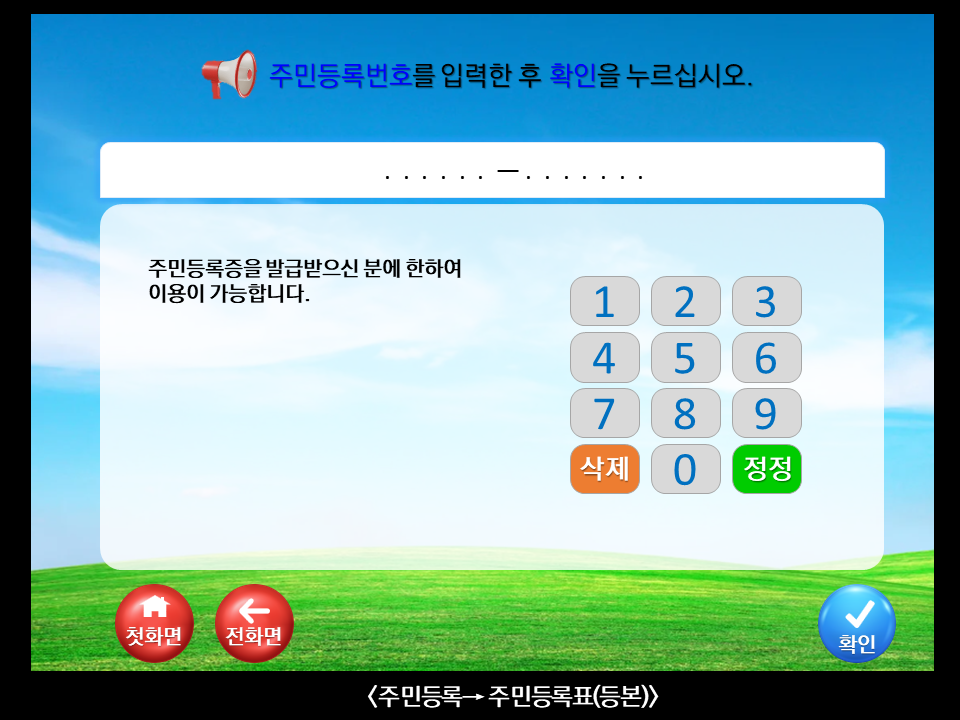 주민등록번호를 입력한 후 확인을 누르십시오.
. . . . . . ㅡ . . . . . . .
주민등록증을 발급받으신 분에 한하여
이용이 가능합니다.
1 2 3
4 5 6
7 8 9
삭제 0 정정
첫화면 전화면 확인
<주민등록→ 주민등록표(등본)>